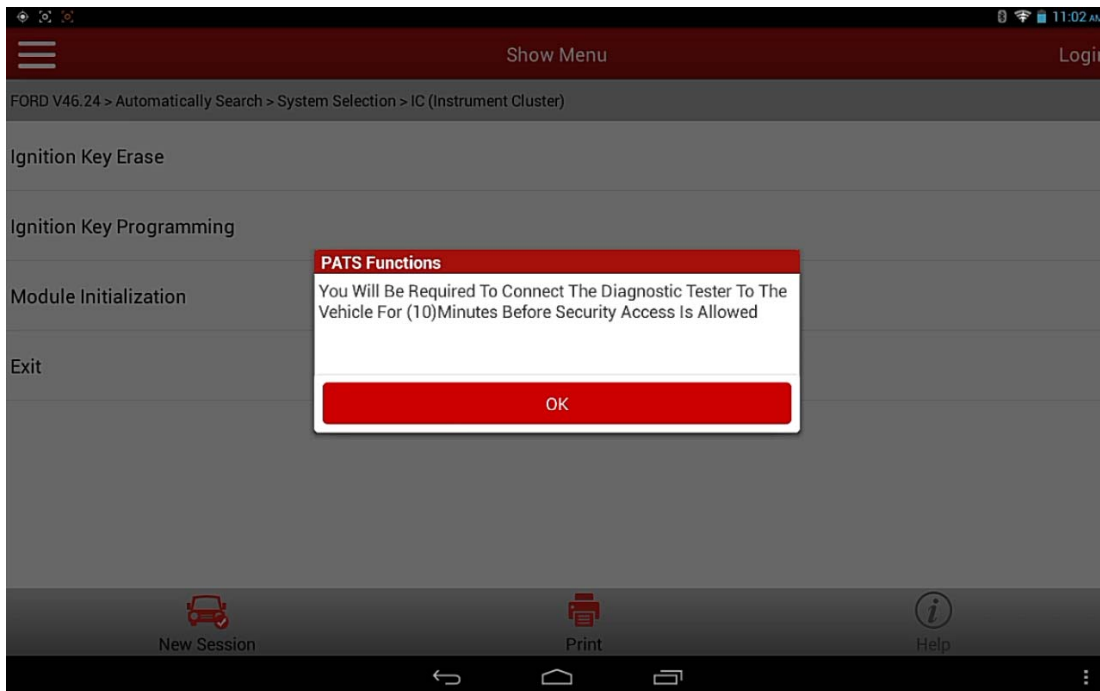 11:02 AM
Show Menu
Login
FORD V46.24 > Automatically Search > System Selection > IC (Instrument Cluster)
Ignition Key Erase
Ignition Key Programming
Module Initialization
Exit
PATS Functions
You Will Be Required To Connect The Diagnostic Tester To The
Vehicle For (10)Minutes Before Security Access Is Allowed
OK
New Session
Print
Help